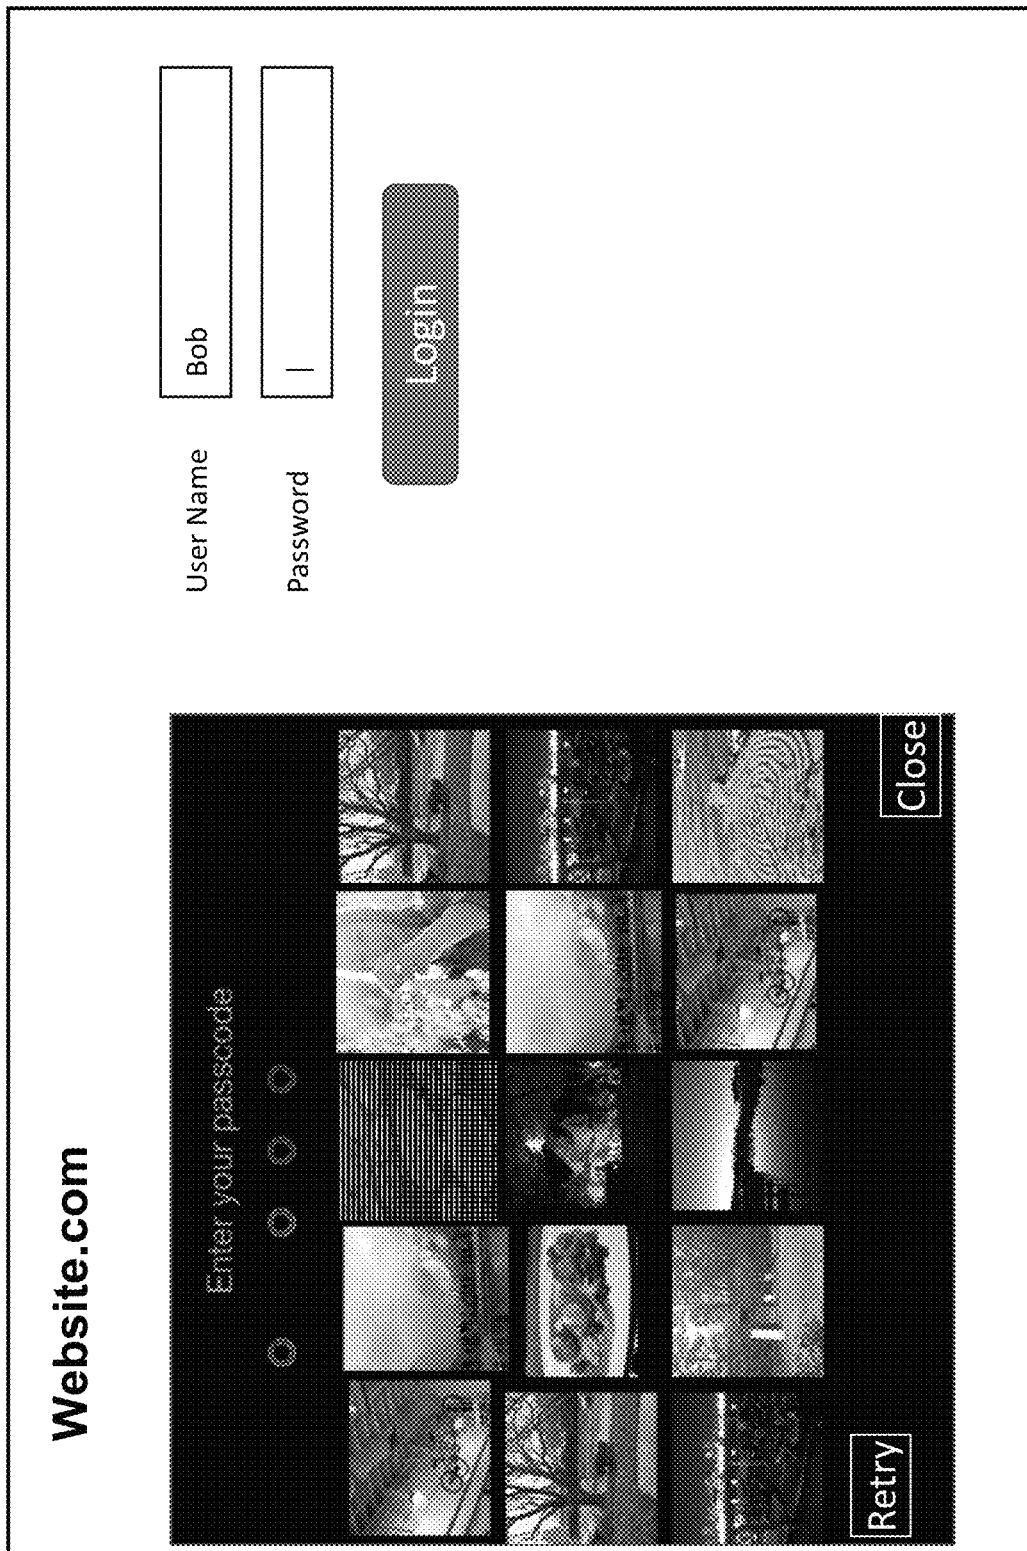 Website.com
Enter your passcode
Retry
Close
User Name
Bob
Password
Login